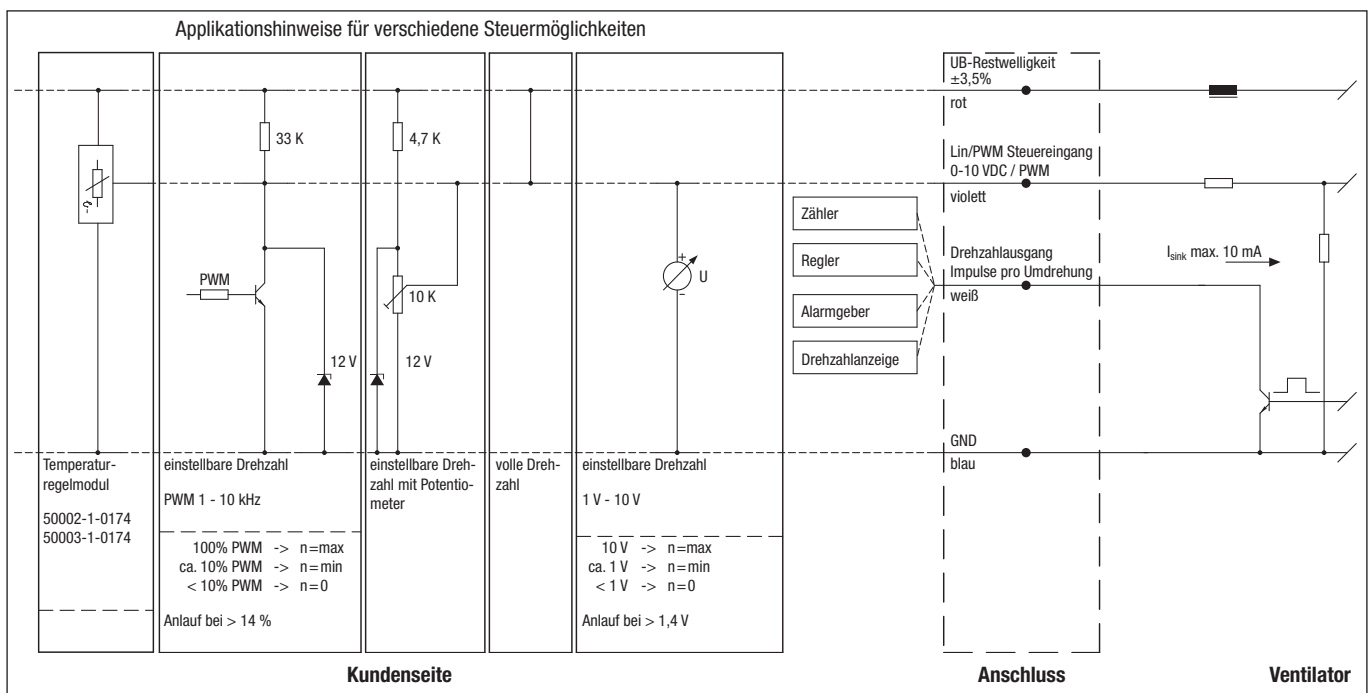 Applikationshinweise für verschiedene Steuermöglichkeiten
33 K
PWM
12 V
4,7 K
10 K
12 V
+
U
-
Zähler
Regler
Alarmgeber
Drehzahlanzeige
UB-Restwelligkeit
±3,5%
rot
Lin/PWM Steuereingang
0-10 VDC / PWM
violett
Drehzahlausgang
Impulse pro Umdrehung
weiß
GND
blau
Isink max. 10 mA
Temperatur-
regelmodul
50002-1-0174
50003-1-0174
einstellbare Drehzahl
PWM 1 - 10 kHz
100% PWM -> n=max
ca. 10% PWM -> n=min
< 10% PWM -> n=0
Anlauf bei > 14 %
einstellbare Dreh-
zahl mit Potentio-
meter
volle Dreh-
zahl
einstellbare Drehzahl
1 V - 10 V
10 V -> n=max
ca. 1 V -> n=min
< 1 V -> n=0
Anlauf bei > 1,4 V
Kundenseite
Anschluss
Ventilator